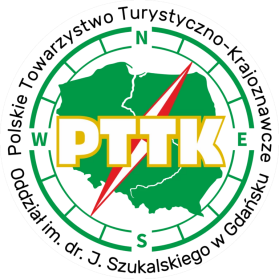 Polskie Towarzystwo Turystyczno-Krajoznawcze
N
W PTTK E
S
Oddział im. dr. J. Szukalskiego w Gdańsku